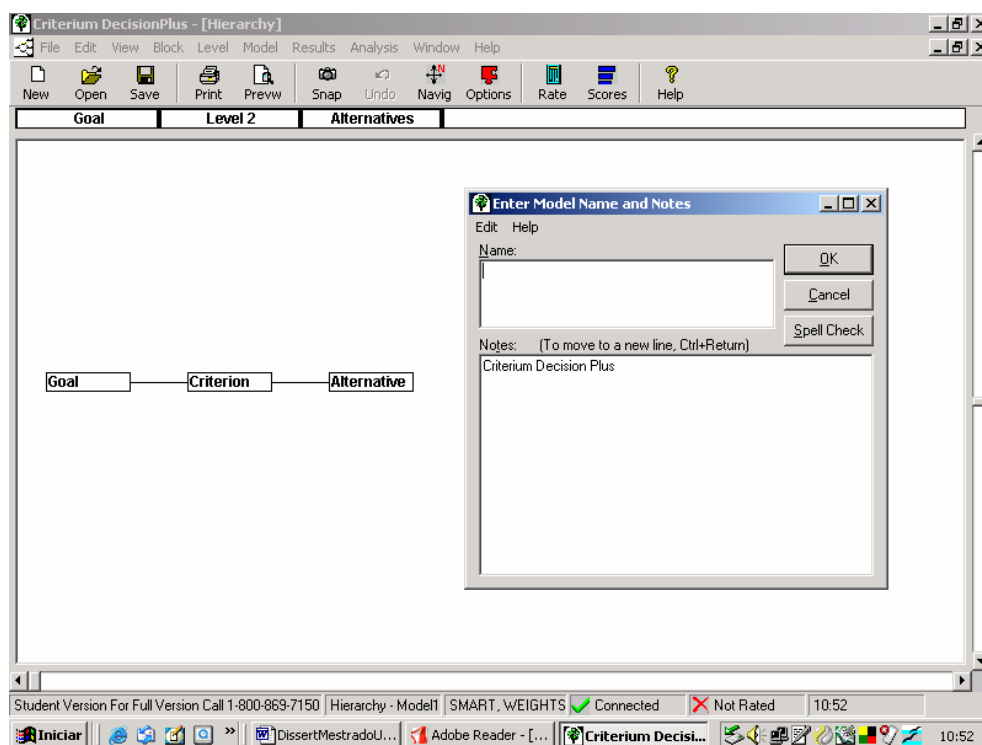 Criterium DecisionPlus - [Hierarchy]
File Edit View Block Level Model Results Analysis Window Help
New Open Save Print Prevw Snap Undo Navig Options Rate Scores Help
Goal Level 2 Alternatives
Enter Model Name and Notes
Edit Help
Name:
OK
Cancel
Spell Check
Notes: (To move to a new line, Ctrl+Return)
Criterium Decision Plus
Goal Criterion Alternative
Student Version For Full Version Call 1-800-869-7150 Hierarchy - Model1 SMART, WEIGHTS Connected Not Rated 10:52
Iniciar » DissertMestradoU... Adobe Reader - [... Criterium Decisi... 10:52